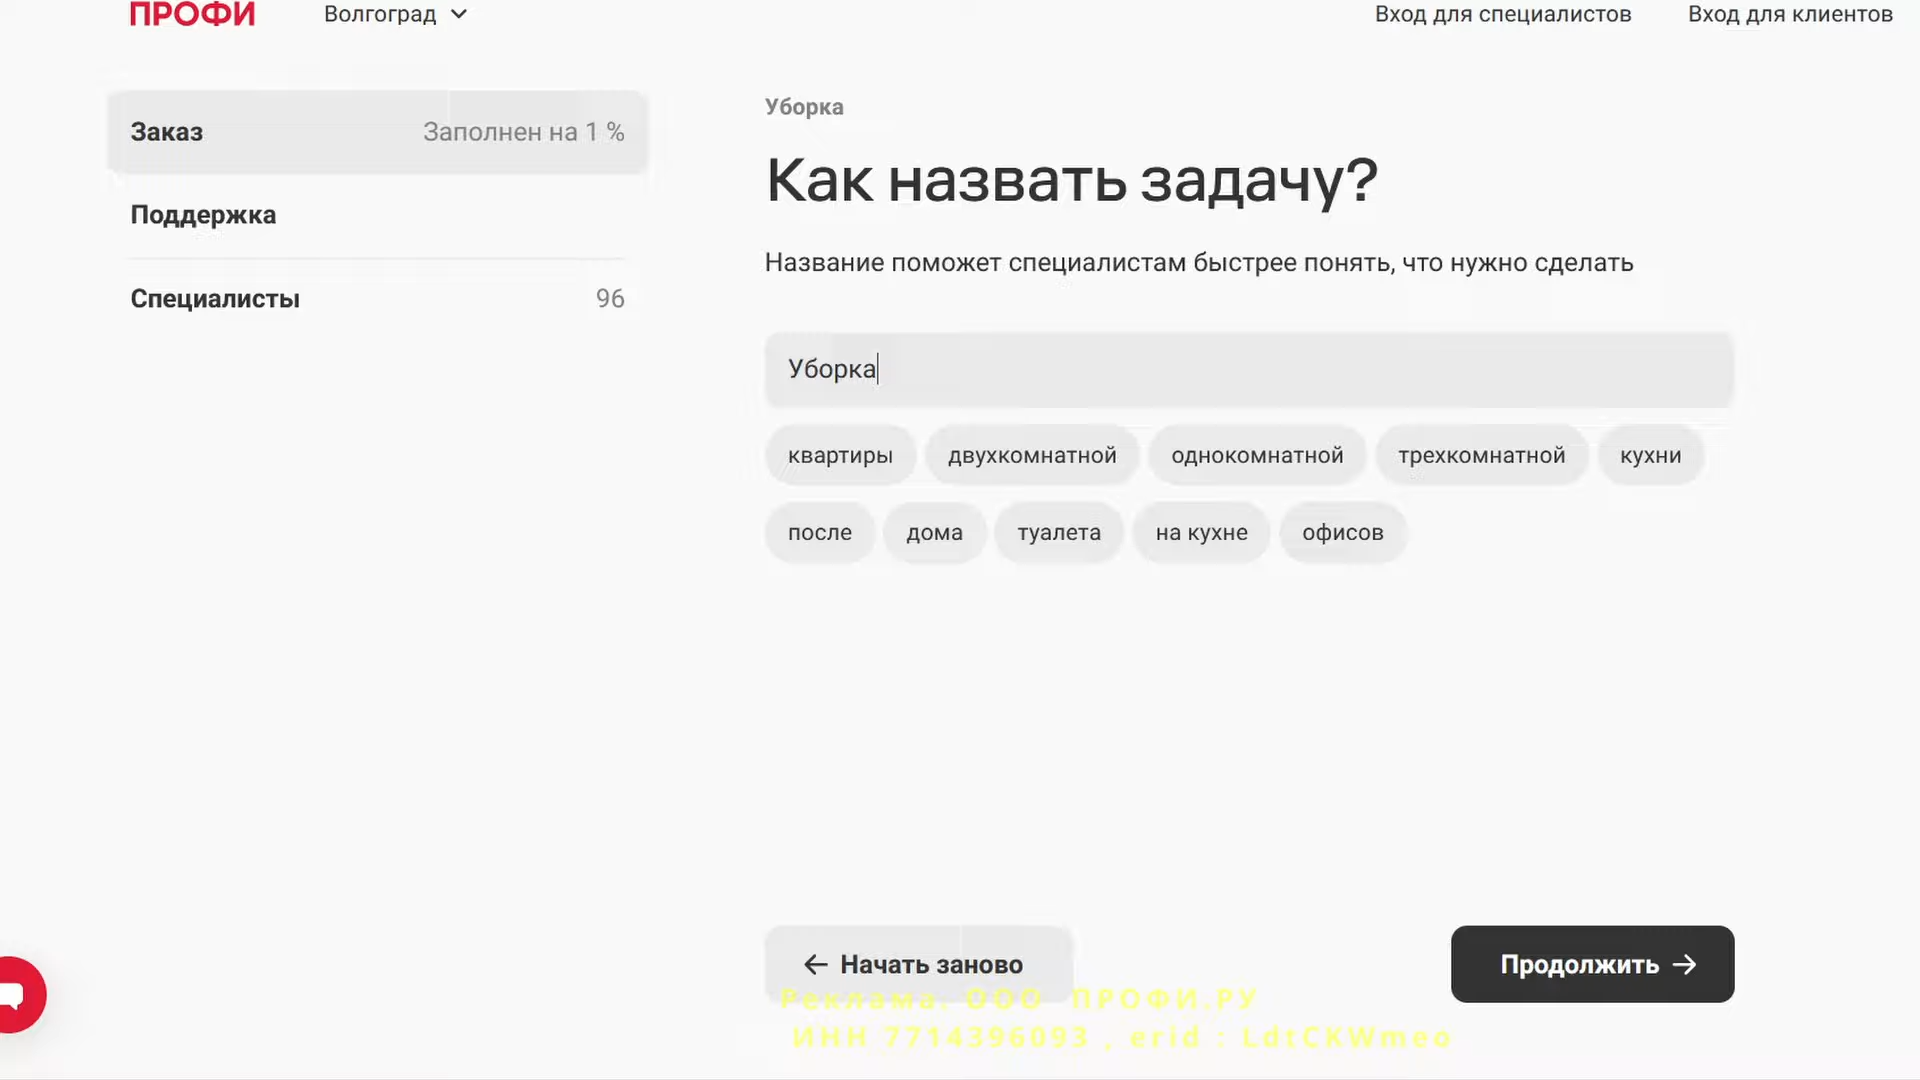 ПРОФИ Волгоград Вход для специалистов Вход для клиентов
Заказ Заполнен на 1 %
Поддержка
Специалисты 96
Уборка
Как назвать задачу?
Название поможет специалистам быстрее понять, что нужно сделать
Уборка
квартиры двухкомнатной однокомнатной трехкомнатной кухни
после дома туалета на кухне офисов
← Начать заново Продолжить →
Реклама. ООО ПРОФИ.РУ
ИНН 7714396093 , erid : LdtCKWmeo